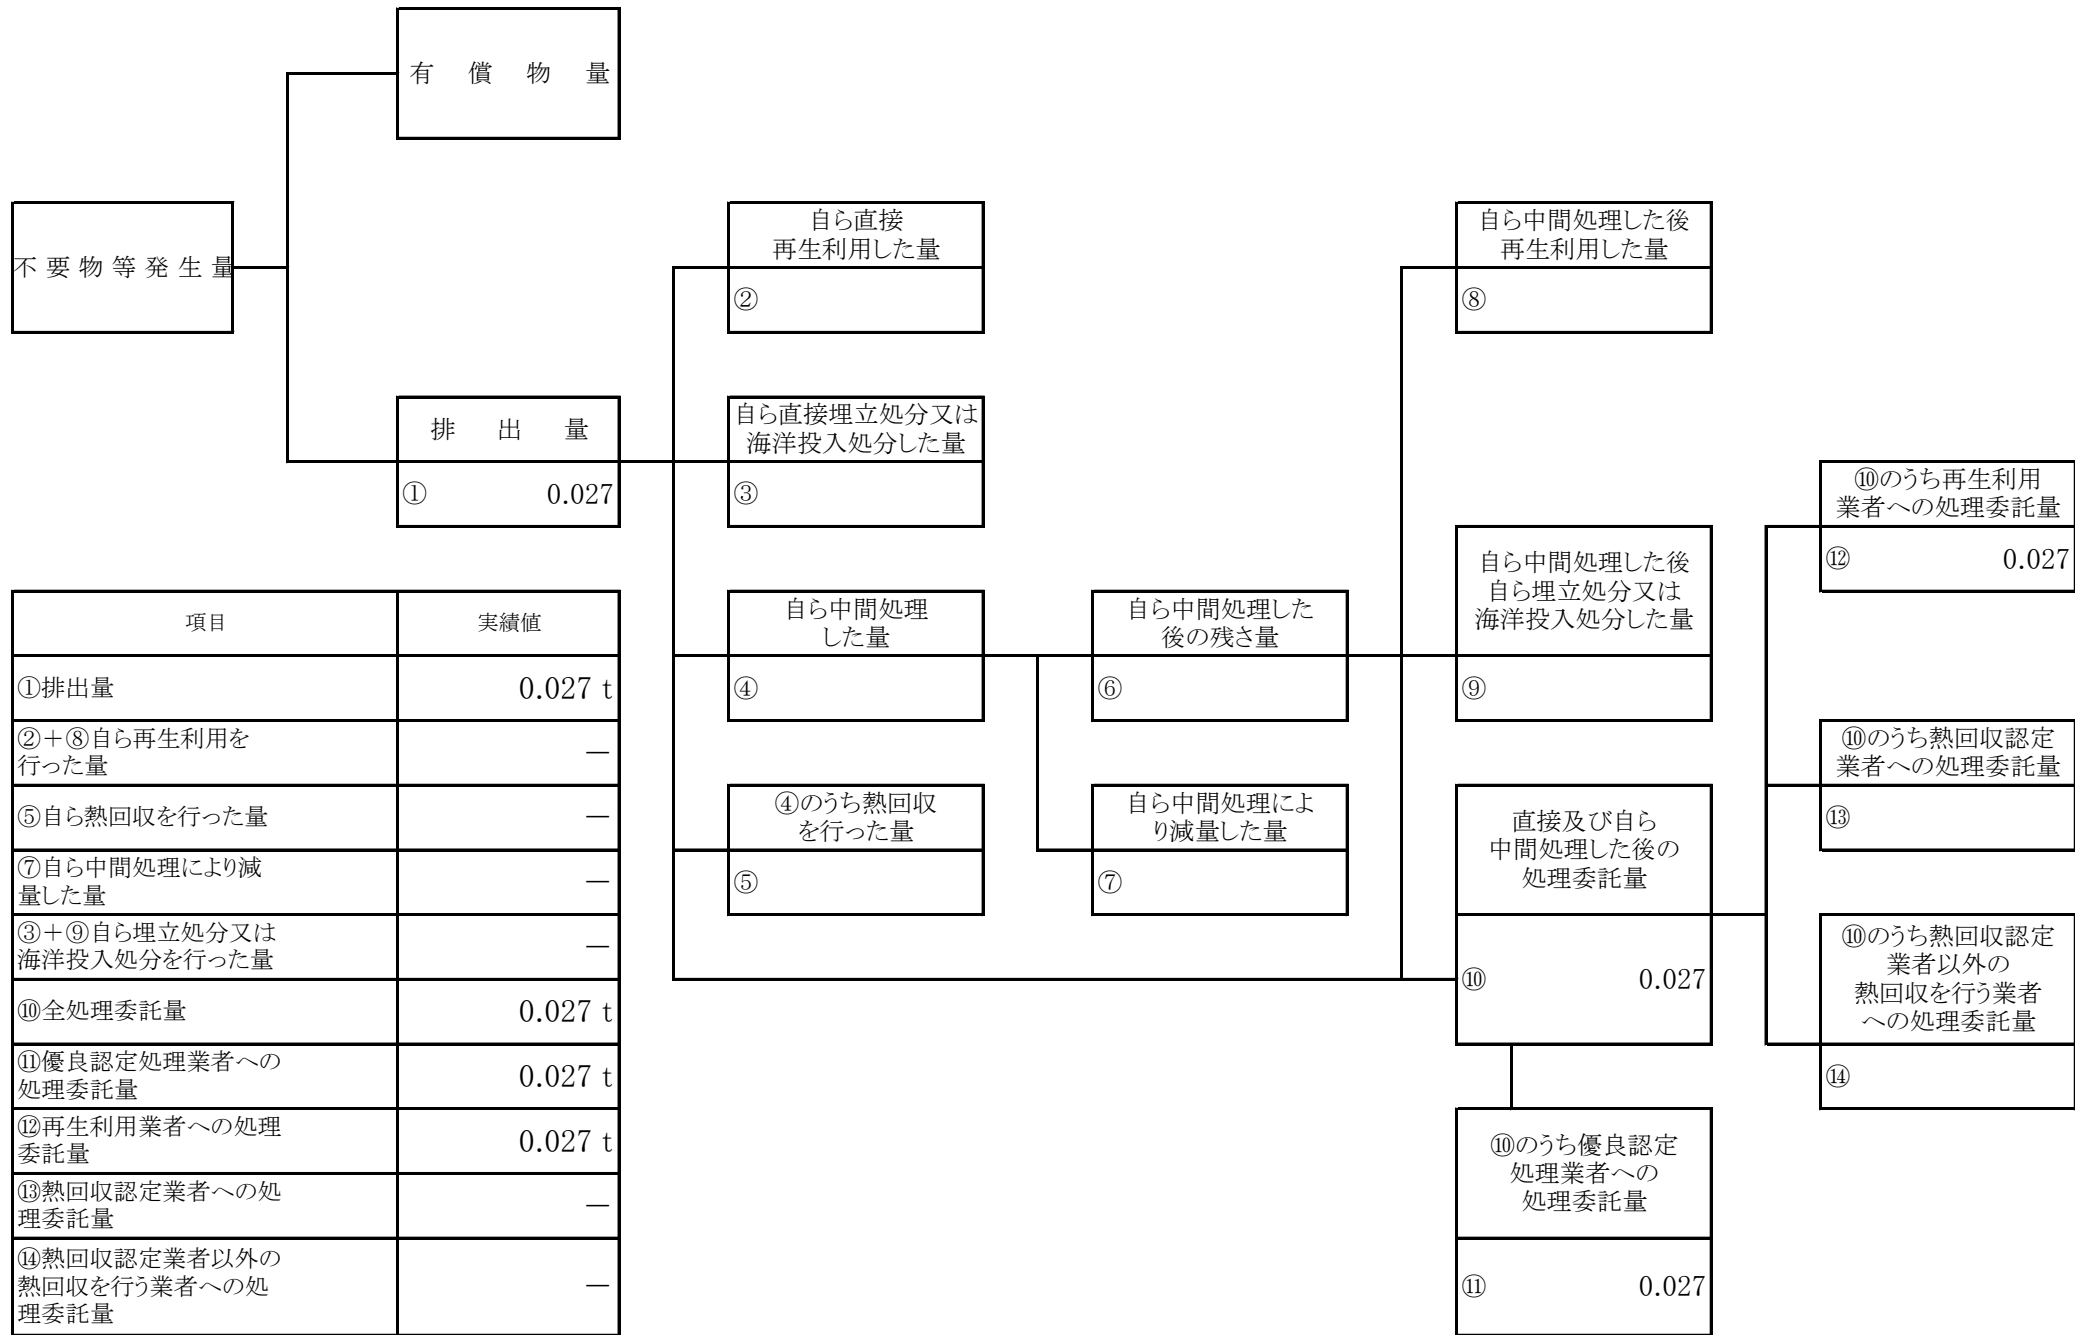 有償物量
不要物等発生量
自ら直接
再生利用した量
②
自ら中間処理した後
再生利用した量
⑧
排出量
① 0.027
自ら直接埋立処分又は
海洋投入処分した量
③
⑩のうち再生利用
業者への処理委託量
⑫ 0.027
自ら中間処理した後
自ら埋立処分又は
海洋投入処分した量
⑨
自ら中間処理
した量
④
自ら中間処理した
後の残さ量
⑥
④のうち熱回収
を行った量
⑤
自ら中間処理によ
り減量した量
⑦
直接及び自ら
中間処理した後の
処理委託量
⑩ 0.027
⑩のうち熱回収認定
業者への処理委託量
⑬
⑩のうち熱回収認定
業者以外の
熱回収を行う業者
への処理委託量
⑭
⑩のうち優良認定
処理業者への
処理委託量
⑪ 0.027
項目 実績値
①排出量 0.027 t
②+⑧自ら再生利用を
行った量 ―
⑤自ら熱回収を行った量 ―
⑦自ら中間処理により減
量した量 ―
③+⑨自ら埋立処分又は
海洋投入処分を行った量 ―
⑩全処理委託量 0.027 t
⑪優良認定処理業者への
処理委託量 0.027 t
⑫再生利用業者への処理
委託量 0.027 t
⑬熱回収認定業者への処
理委託量 ―
⑭熱回収認定業者以外の
熱回収を行う業者への処
理委託量 ―